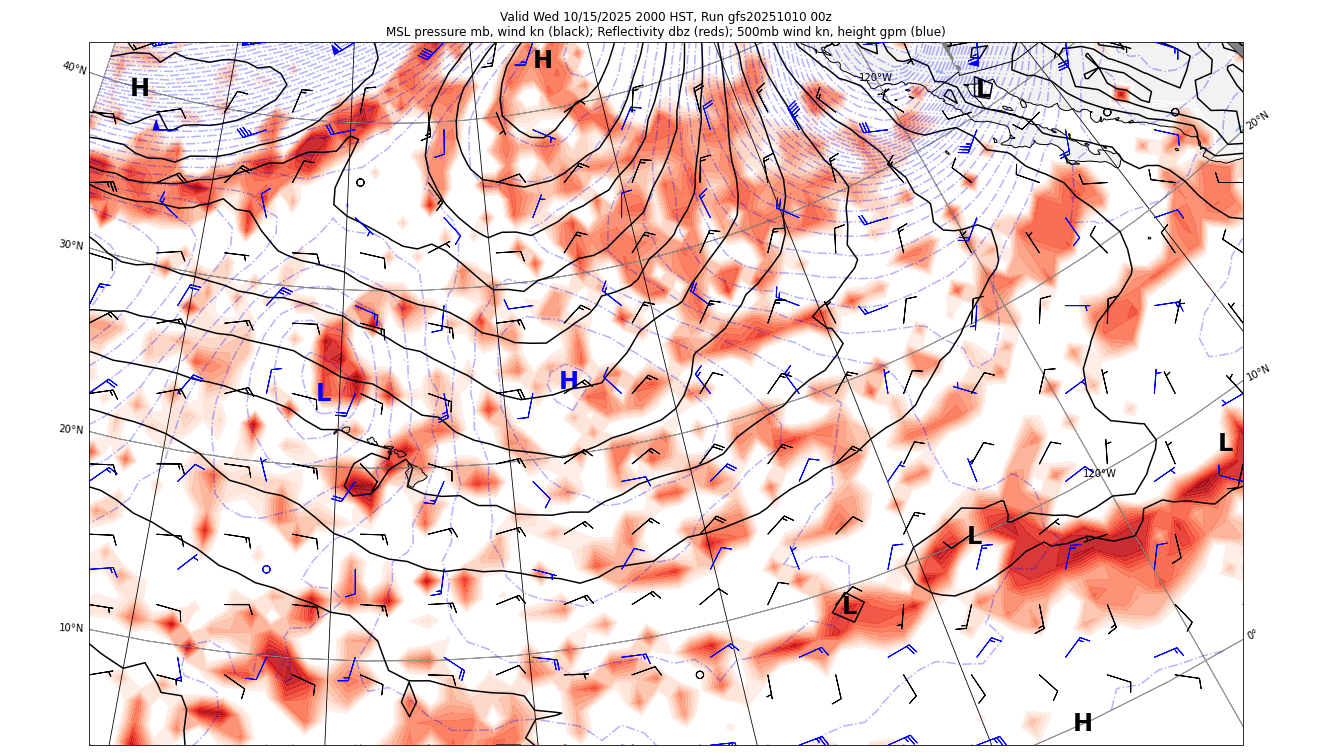 Valid Wed 10/15/2025 2000 HST, Run gfs20251010 00z
MSL pressure mb, wind kn (black); Reflectivity dbz (reds); 500mb wind kn, height gpm (blue)
H
40°N
120°W
H
L
20°N
30°N
10°N
H
L
20°N
L
120°W
L
L
10°N
0°
H